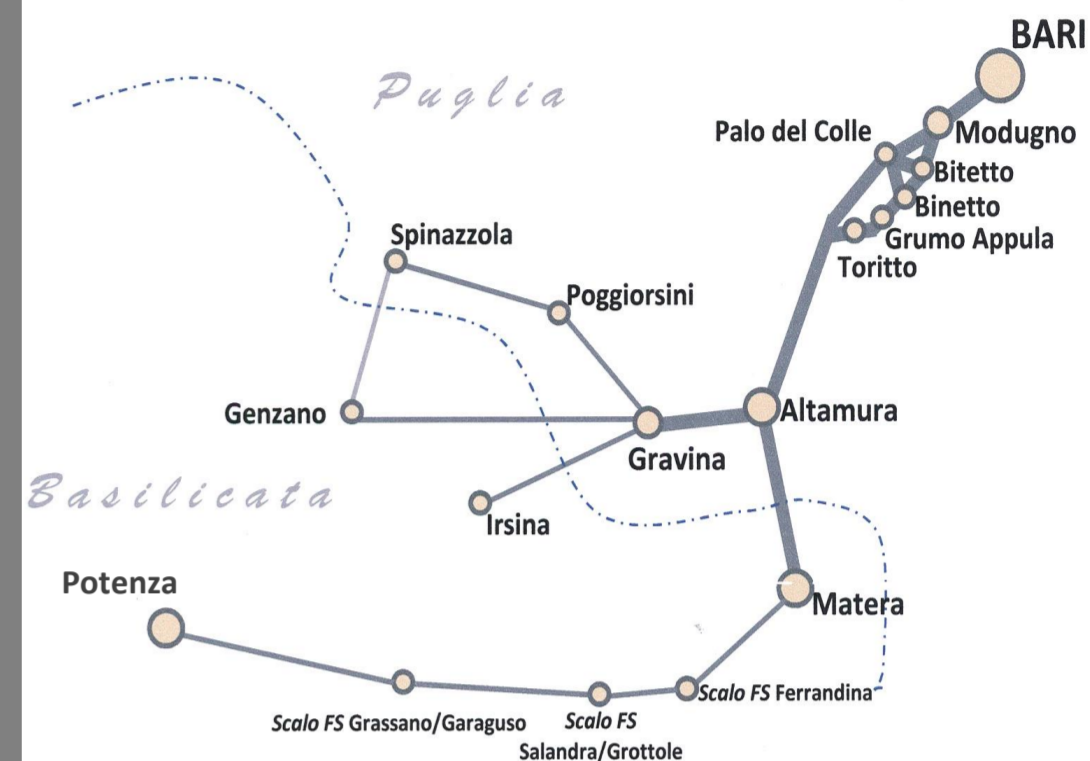 BARI
Puglia
Palo del Colle
Modugno
Bitetto
Binetto
Grumo Appula
Toritto
Spinazzola
Poggiorsini
Genzano
Altamura
Gravina
Basilicata
Irsina
Potenza
Matera
Scalo FS Ferrandina
Scalo FS Grassano/Garaguso
Scalo FS
Salandra/Grottole